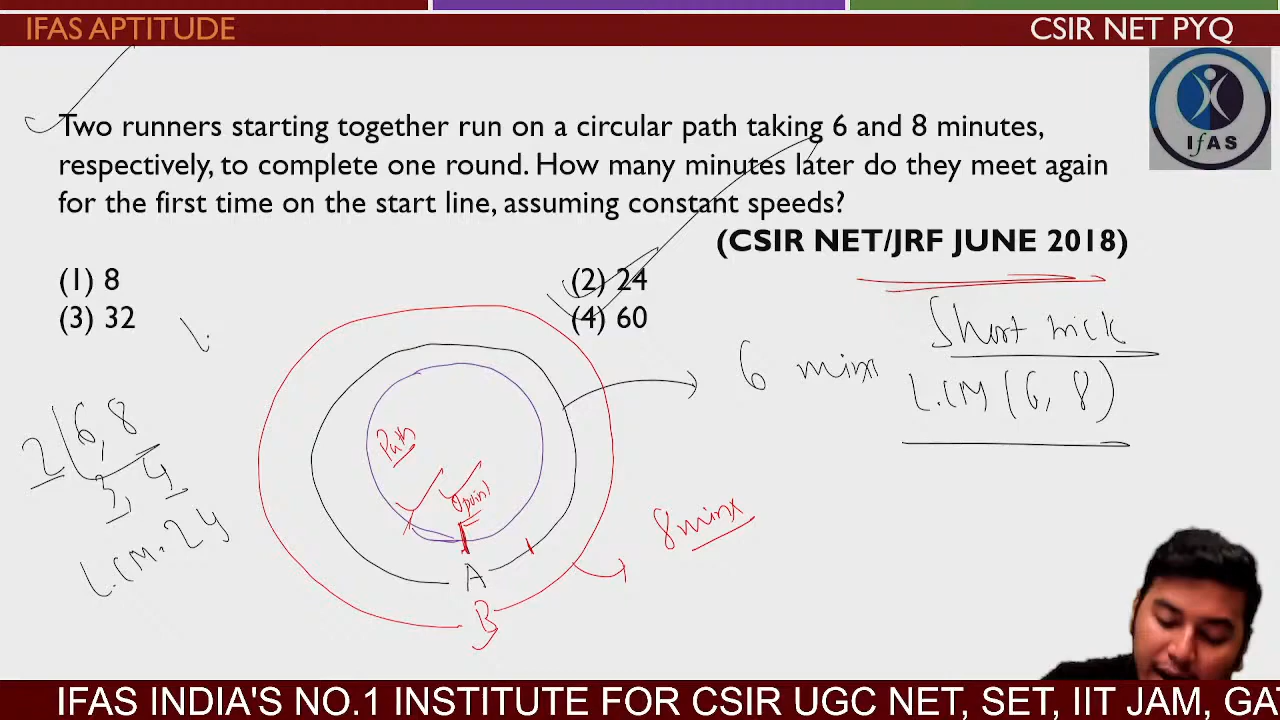 IFAS APTITUDE
CSIR NET PYQ
IfAS
Two runners starting together run on a circular path taking 6 and 8 minutes,
respectively, to complete one round. How many minutes later do they meet again
for the first time on the start line, assuming constant speeds?
(CSIR NET/JRF JUNE 2018)
(1) 8
(2) 24
(3) 32
(4) 60
Short trick
L.CM (6, 8)
6 min
8 min
Path
A
B
2 6, 8
3, 4
L.CM. 24
IFAS INDIA'S NO.1 INSTITUTE FOR CSIR UGC NET, SET, IIT JAM, GA